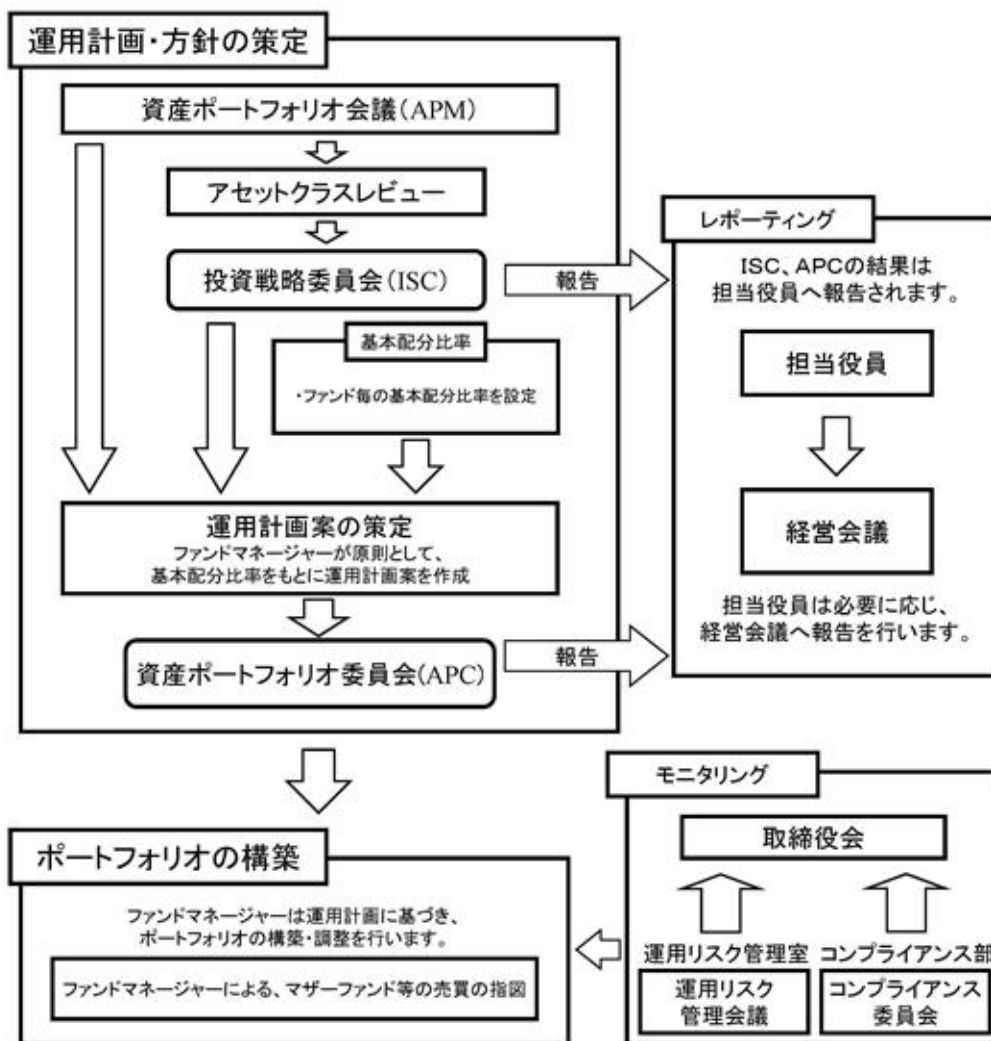 運用計画・方針の策定
資産ポートフォリオ会議(APM)
アセットクラスレビュー
投資戦略委員会(ISC)
報告
基本配分比率
・ファンド毎の基本配分比率を設定
運用計画案の策定
ファンドマネージャーが原則として、
基本配分比率をもとに運用計画案を作成
資産ポートフォリオ委員会(APC)
報告
レポーティング
ISC、APCの結果は
担当役員へ報告されます。
担当役員
経営会議
担当役員は必要に応じ、
経営会議へ報告を行います。
ポートフォリオの構築
ファンドマネージャーは運用計画に基づき、
ポートフォリオの構築・調整を行います。
ファンドマネージャーによる、マザーファンド等の売買の指図
モニタリング
取締役会
運用リスク管理室
運用リスク
管理会議
コンプライアンス部
コンプライアンス
委員会